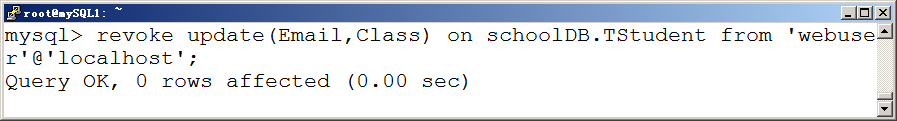 root@mySQL1: ~
mysql> revoke update(Email,Class) on schoolDB.TStudent from 'webuse
r'@'localhost';
Query OK, 0 rows affected (0.00 sec)